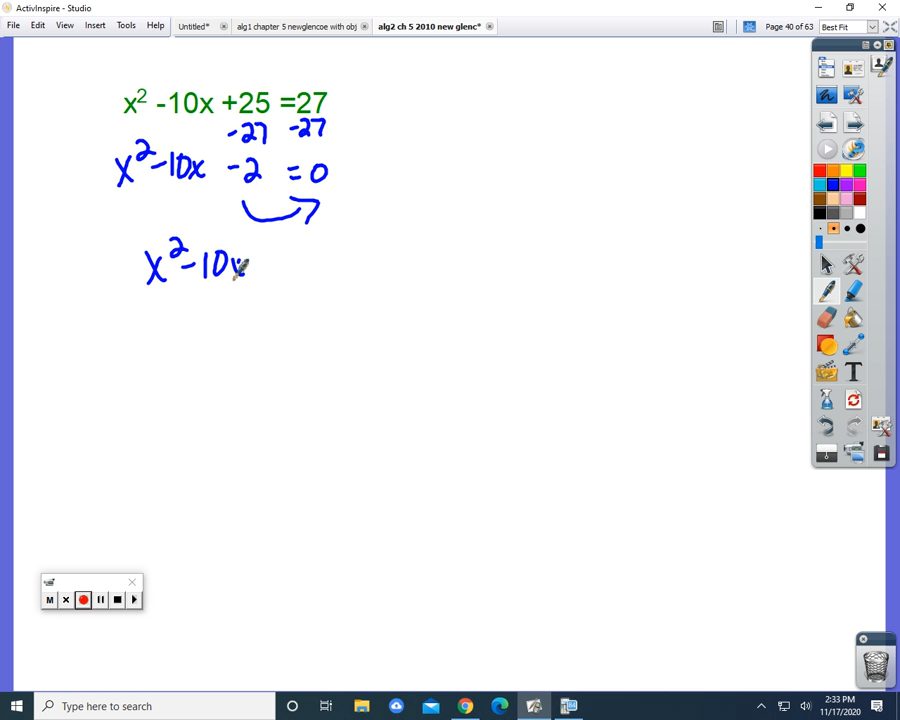 ActivInspire - Studio
File Edit View Insert Tools Help
Untitled* alg1 chapter 5 newglencoe with obj alg2 ch 5 2010 new glenc*
Page 40 of 63 Best Fit
x² -10x +25 =27
-27 -27
x² -10x -2 = 0
x² -10x
M
Type here to search
2:33 PM
11/17/2020